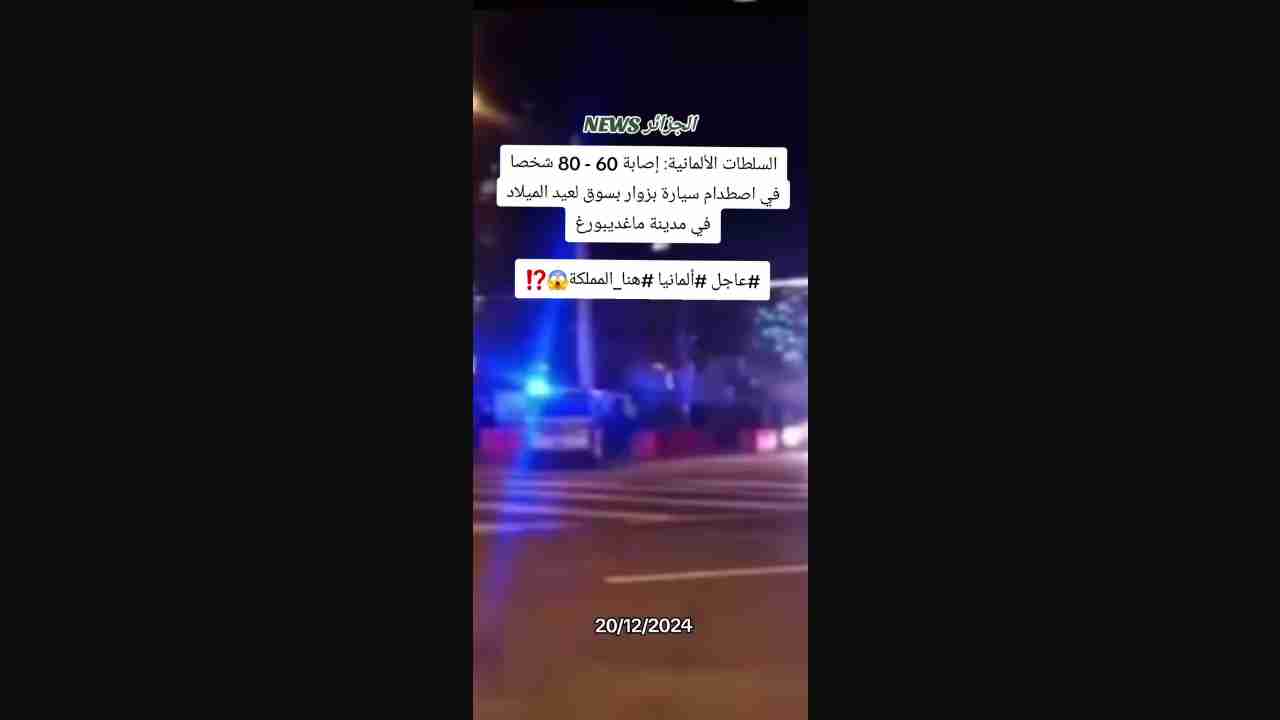 الجزائر NEWS
السلطات الألمانية: إصابة 60 - 80 شخصا
في اصطدام سيارة بزوار بسوق لعيد الميلاد
في مدينة ماغديبورغ
#عاجل #ألمانيا #هنا_المملكة😱⁉️
20/12/2024